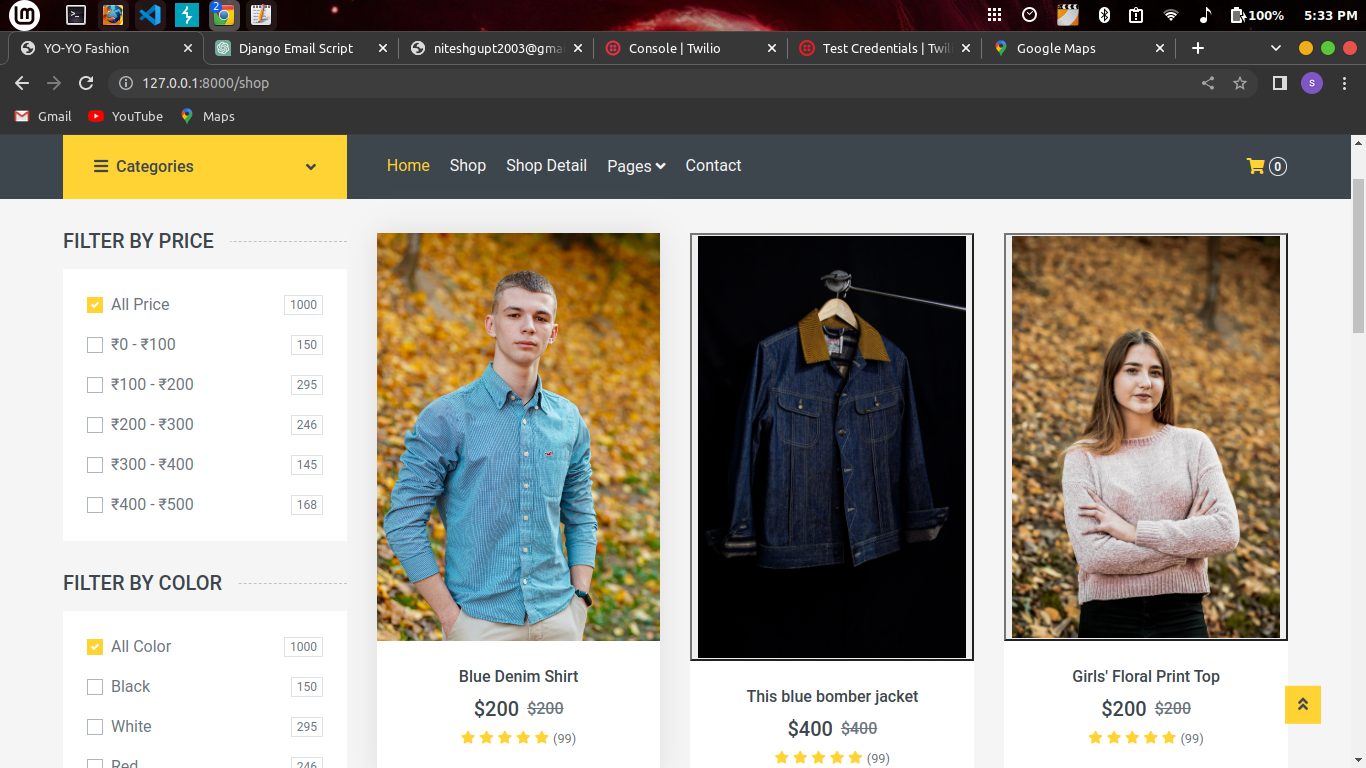 2
100%
5:33 PM
YO-YO Fashion
Django Email Script
niteshgupt2003@gma
Console | Twilio
Test Credentials | Twil
Google Maps
127.0.0.1:8000/shop
S
Gmail
YouTube
Maps
Categories
Home
Shop
Shop Detail
Pages
Contact
0
FILTER BY PRICE
All Price 1000
₹0 - ₹100 150
₹100 - ₹200 295
₹200 - ₹300 246
₹300 - ₹400 145
₹400 - ₹500 168
FILTER BY COLOR
All Color 1000
Black 150
White 295
Red 246
Blue Denim Shirt
$200 $200
(99)
This blue bomber jacket
$400 $400
(99)
Girls' Floral Print Top
$200 $200
(99)